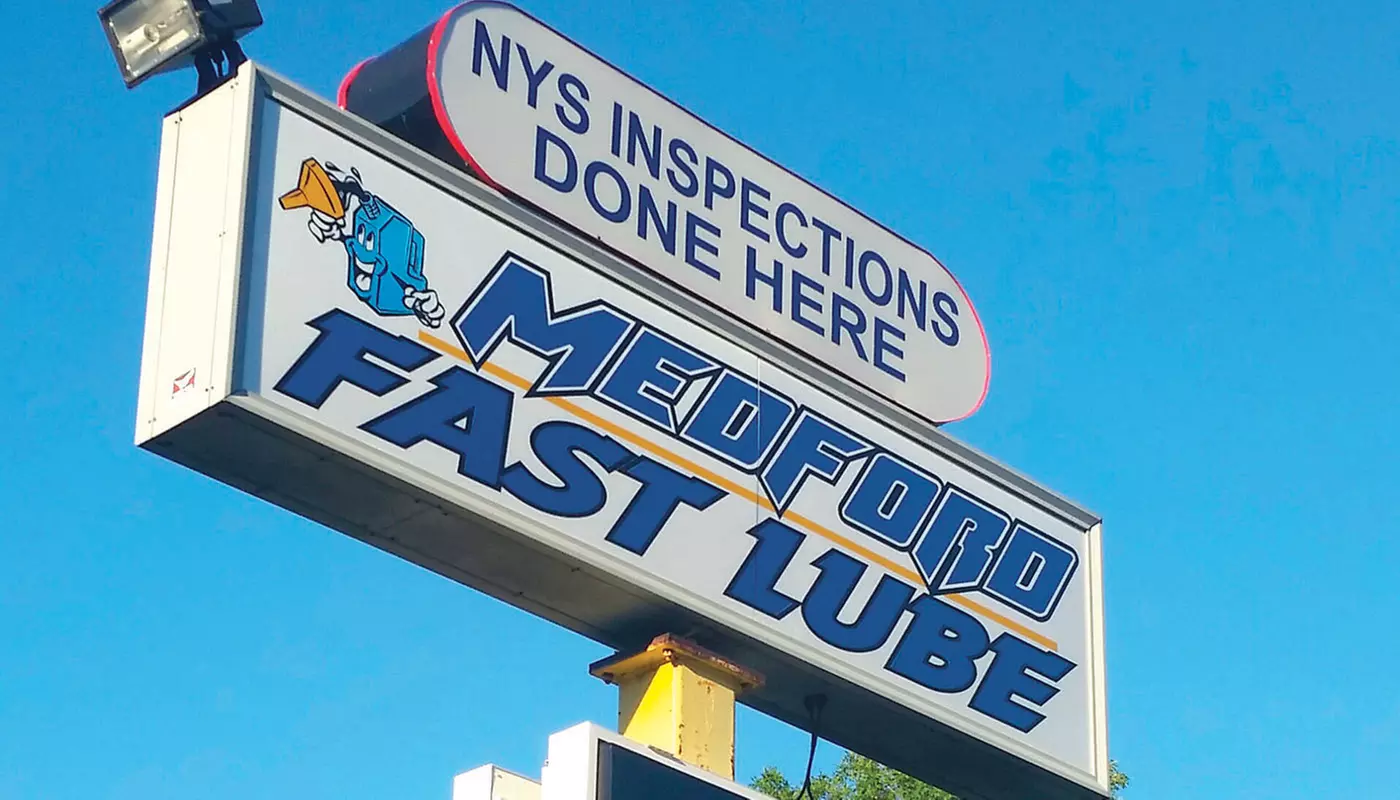 NYS INSPECTIONS
DONE HERE
MEDFORD
FAST LUBE